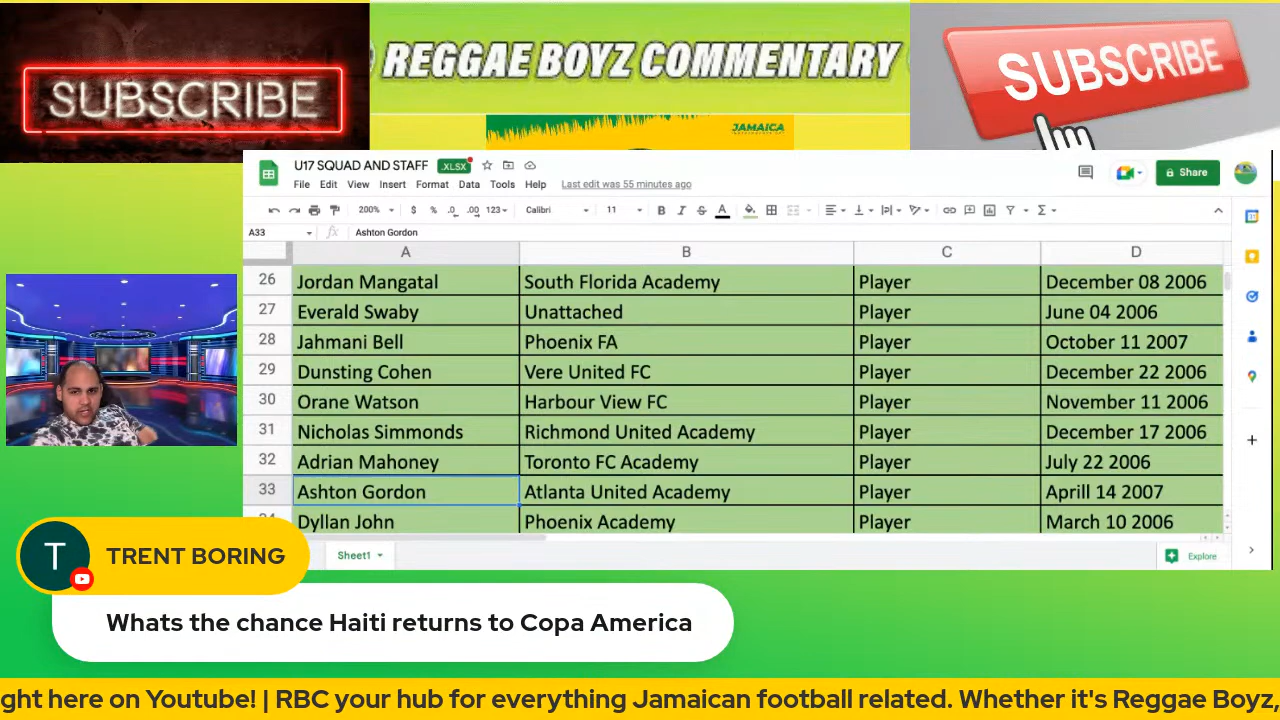 SUBSCRIBE
REGGAE BOYZ COMMENTARY
SUBSCRIBE
JAMAICA
U17 SQUAD AND STAFF .XLSX
File Edit View Insert Format Data Tools Help Last edit was 55 minutes ago
Share
200% $ % .0 .00 123 Calibri 11 B I S A
A33 fx Ashton Gordon
A B C D
26 Jordan Mangatal South Florida Academy Player December 08 2006
27 Everald Swaby Unattached Player June 04 2006
28 Jahmani Bell Phoenix FA Player October 11 2007
29 Dunsting Cohen Vere United FC Player December 22 2006
30 Orane Watson Harbour View FC Player November 11 2006
31 Nicholas Simmonds Richmond United Academy Player December 17 2006
32 Adrian Mahoney Toronto FC Academy Player July 22 2006
33 Ashton Gordon Atlanta United Academy Player Aprill 14 2007
Dyllan John Phoenix Academy Player March 10 2006
Sheet1 Explore
T TRENT BORING
Whats the chance Haiti returns to Copa America
ght here on Youtube! | RBC your hub for everything Jamaican football related. Whether it's Reggae Boyz,